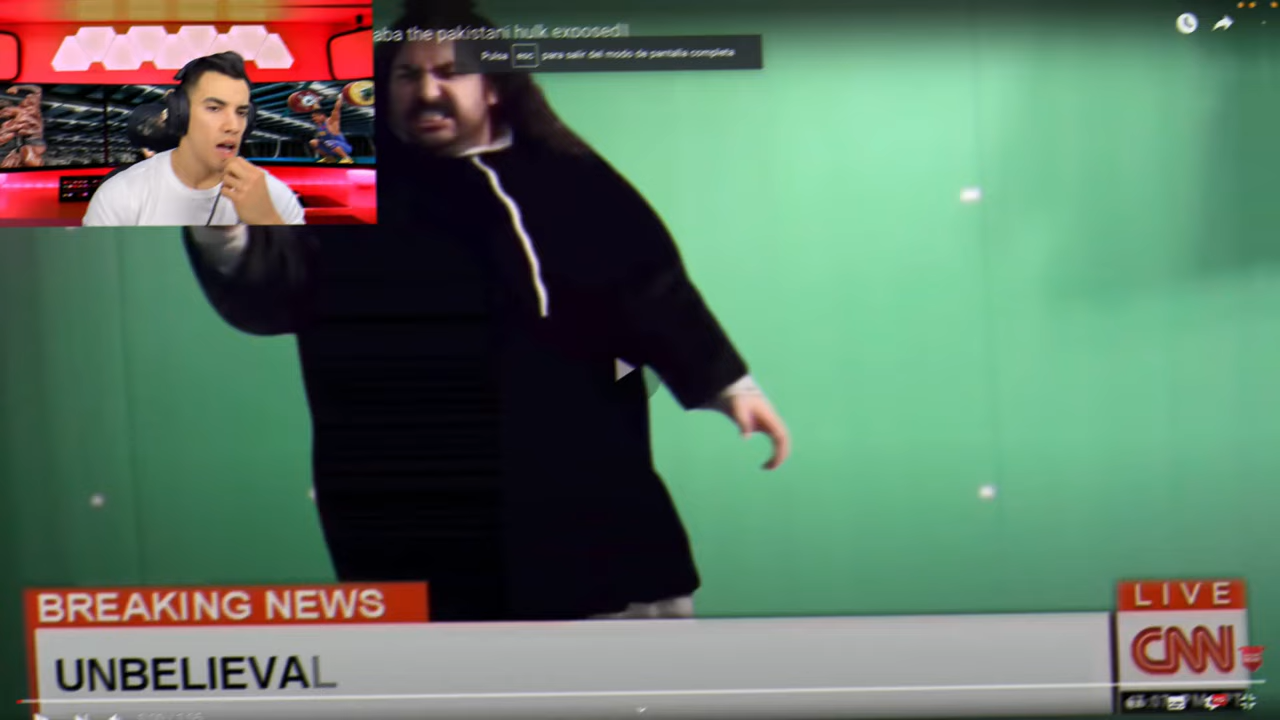 aba the pakistani hulk exposed!!
Pulsa esc para salir del modo de pantalla completa
BREAKING NEWS
UNBELIEVAL
LIVE
CNN